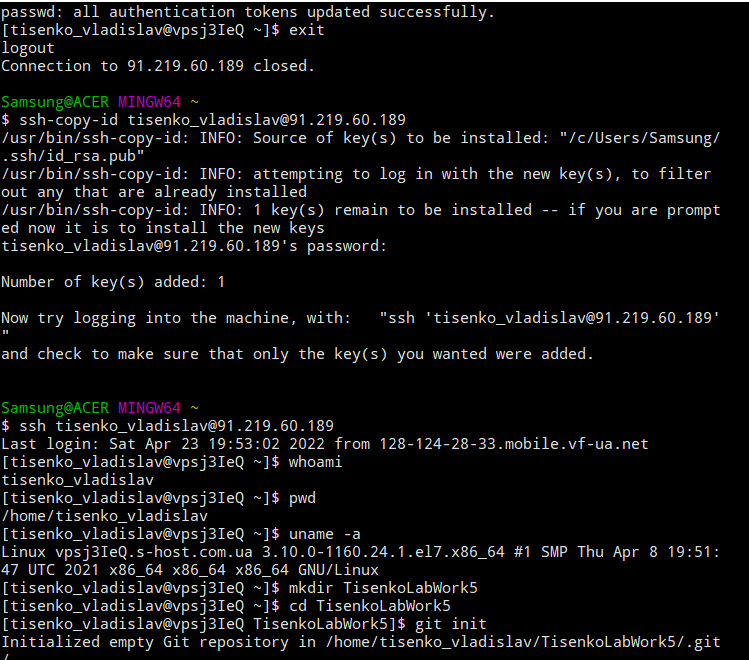 passwd: all authentication tokens updated successfully.
[tisenko_vladislav@vpsj3IeQ ~]$ exit
logout
Connection to 91.219.60.189 closed.
Samsung@ACER MINGW64 ~
$ ssh-copy-id tisenko_vladislav@91.219.60.189
/usr/bin/ssh-copy-id: INFO: Source of key(s) to be installed: "/c/Users/Samsung/
.ssh/id_rsa.pub"
/usr/bin/ssh-copy-id: INFO: attempting to log in with the new key(s), to filter
out any that are already installed
/usr/bin/ssh-copy-id: INFO: 1 key(s) remain to be installed -- if you are prompt
ed now it is to install the new keys
tisenko_vladislav@91.219.60.189's password:
Number of key(s) added: 1
Now try logging into the machine, with:   "ssh 'tisenko_vladislav@91.219.60.189'
"
and check to make sure that only the key(s) you wanted were added.
Samsung@ACER MINGW64 ~
$ ssh tisenko_vladislav@91.219.60.189
Last login: Sat Apr 23 19:53:02 2022 from 128-124-28-33.mobile.vf-ua.net
[tisenko_vladislav@vpsj3IeQ ~]$ whoami
tisenko_vladislav
[tisenko_vladislav@vpsj3IeQ ~]$ pwd
/home/tisenko_vladislav
[tisenko_vladislav@vpsj3IeQ ~]$ uname -a
Linux vpsj3IeQ.s-host.com.ua 3.10.0-1160.24.1.el7.x86_64 #1 SMP Thu Apr 8 19:51:
47 UTC 2021 x86_64 x86_64 x86_64 GNU/Linux
[tisenko_vladislav@vpsj3IeQ ~]$ mkdir TisenkoLabWork5
[tisenko_vladislav@vpsj3IeQ ~]$ cd TisenkoLabWork5
[tisenko_vladislav@vpsj3IeQ TisenkoLabWork5]$ git init
Initialized empty Git repository in /home/tisenko_vladislav/TisenkoLabWork5/.git
/